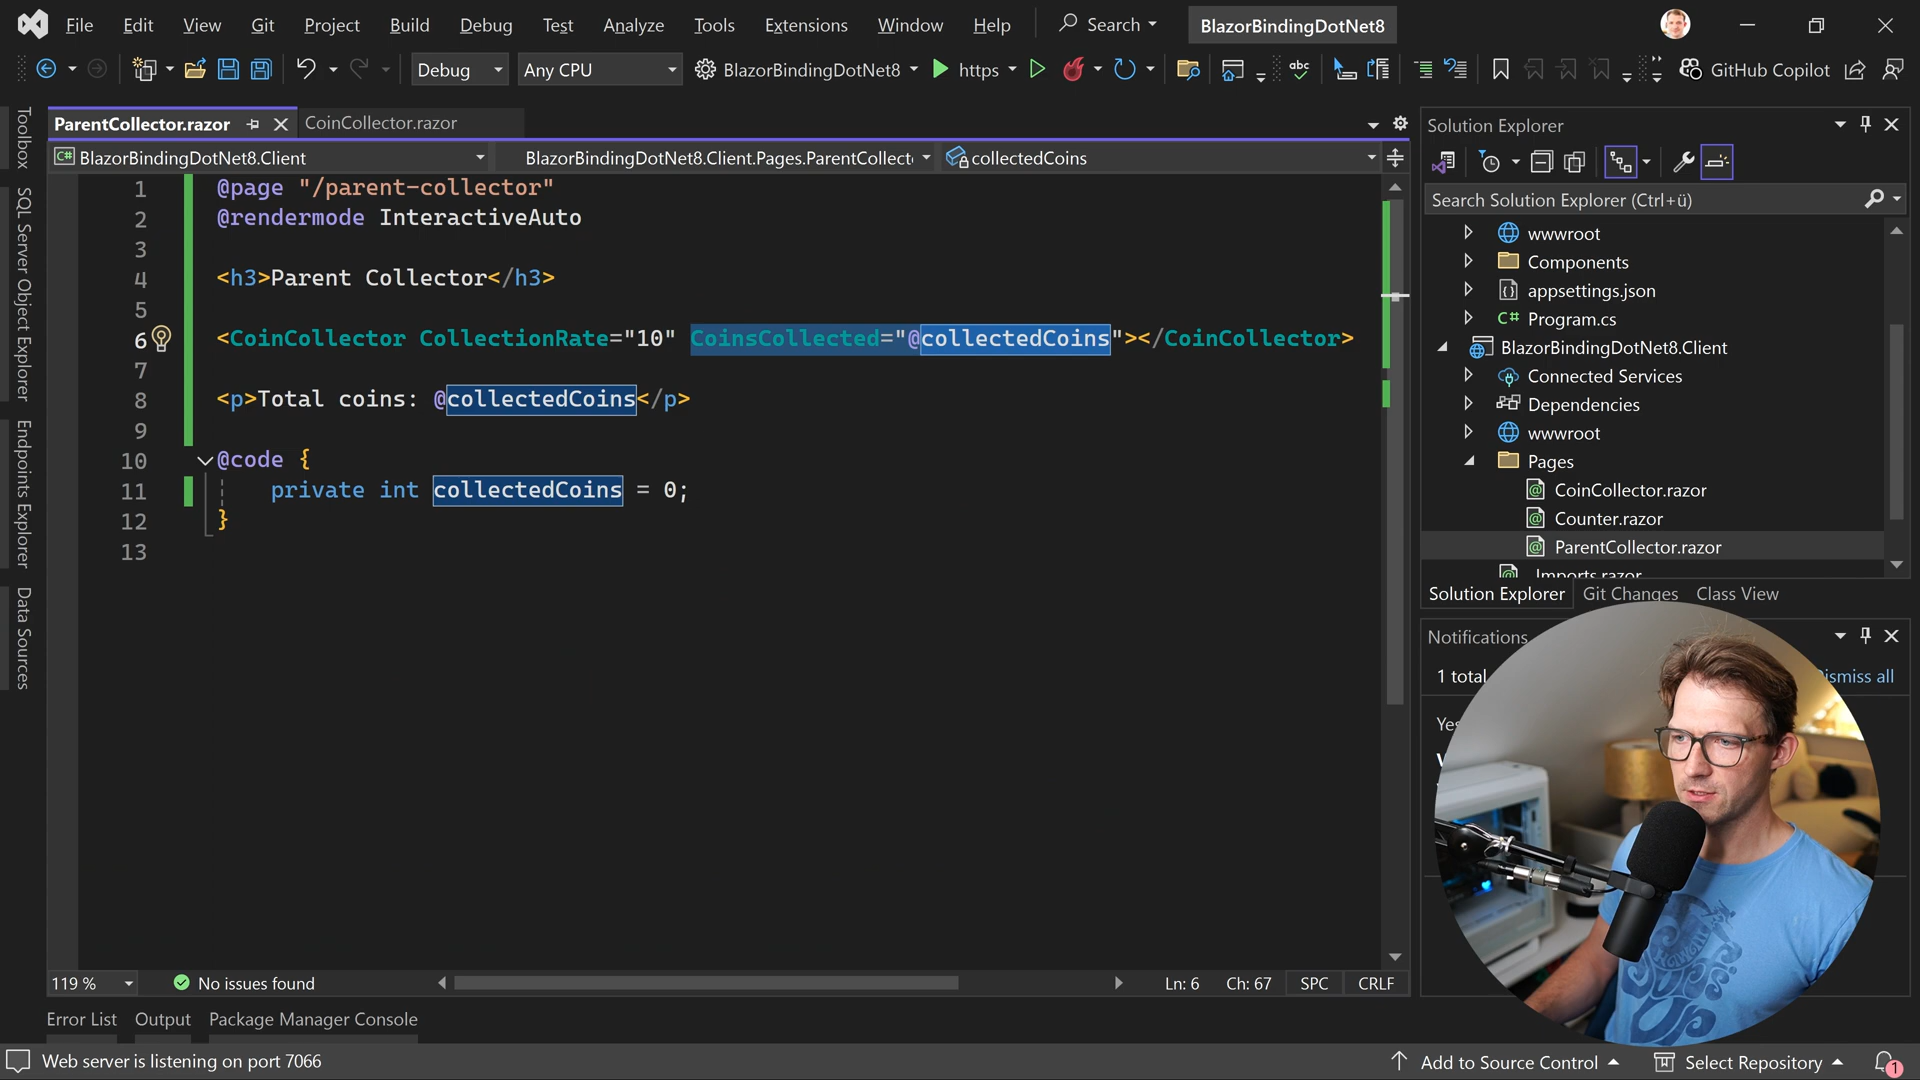 File Edit View Git Project Build Debug Test Analyze Tools Extensions Window Help Search BlazorBindingDotNet8
Debug Any CPU BlazorBindingDotNet8 https abc GitHub Copilot
ParentCollector.razor CoinCollector.razor
C# BlazorBindingDotNet8.Client BlazorBindingDotNet8.Client.Pages.ParentCollect collectedCoins
1 @page "/parent-collector"
2 @rendermode InteractiveAuto
3
4 <h3>Parent Collector</h3>
5
6 <CoinCollector CollectionRate="10" CoinsCollected="@collectedCoins"></CoinCollector>
7
8 <p>Total coins: @collectedCoins</p>
9
10 @code {
11 private int collectedCoins = 0;
12 }
13
119 % No issues found Ln: 6 Ch: 67 SPC CRLF
Error List Output Package Manager Console
Web server is listening on port 7066 Add to Source Control Select Repository 1
Toolbox
SQL Server Object Explorer
Endpoints Explorer
Data Sources
Solution Explorer
Search Solution Explorer (Ctrl+ü)
wwwroot
Components
appsettings.json
C# Program.cs
BlazorBindingDotNet8.Client
Connected Services
Dependencies
wwwroot
Pages
CoinCollector.razor
Counter.razor
ParentCollector.razor
_Imports.razor
Solution Explorer Git Changes Class View
Notifications
1 total ismiss all